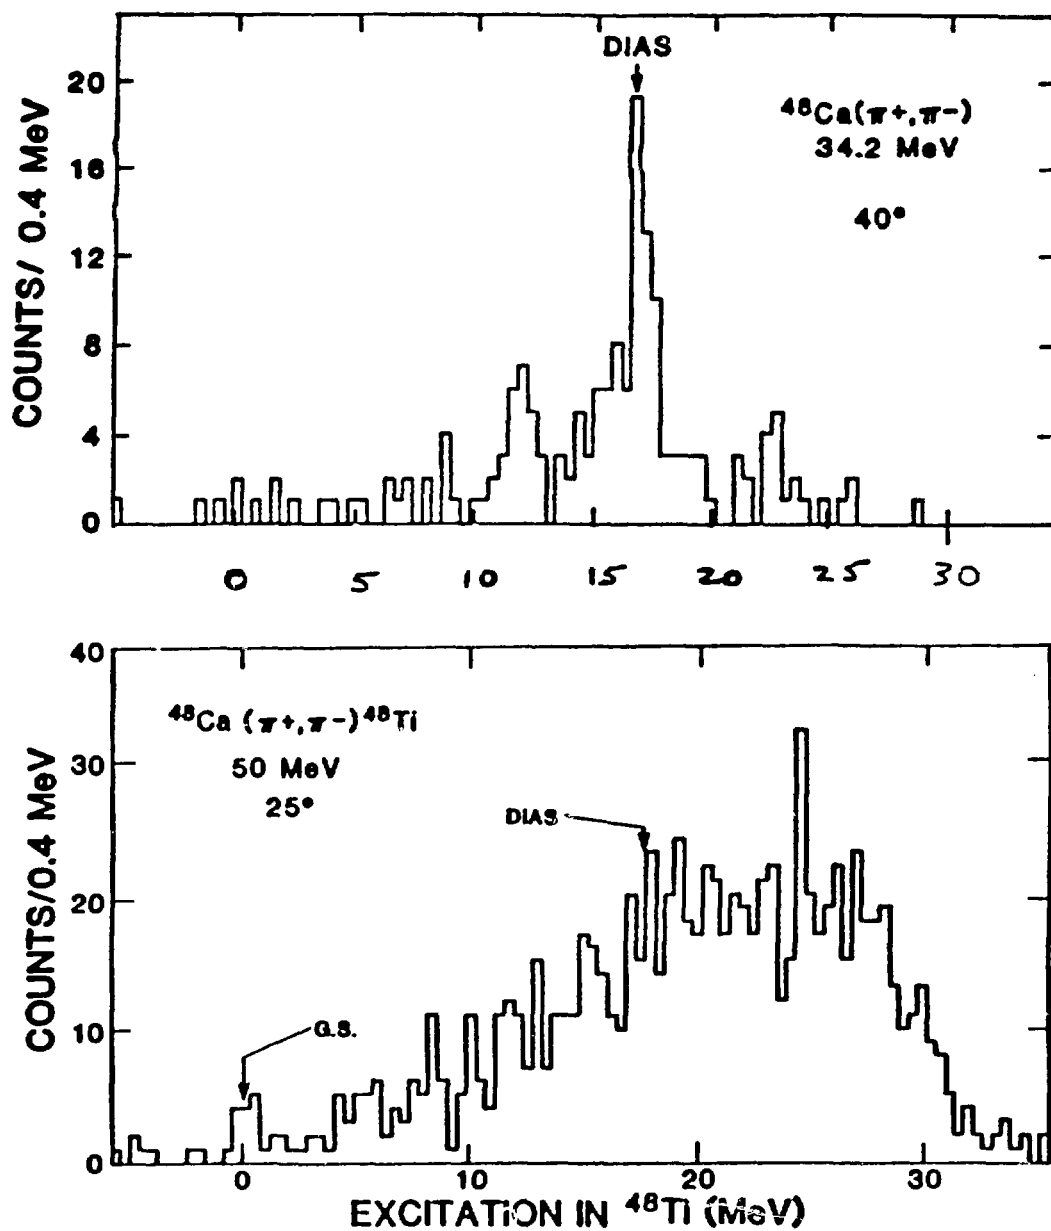 DIAS
20
⁴⁸Ca(π+,π-)
34.2 MeV
40°
16
12
8
4
0
COUNTS/ 0.4 MeV
0 5 10 15 20 25 30
40
⁴⁸Ca (π+,π-)⁴⁸Ti
50 MeV
25°
30
DIAS
20
10
G.S.
0
COUNTS/0.4 MeV
0 10 20 30
EXCITATION IN ⁴⁸Ti (MeV)